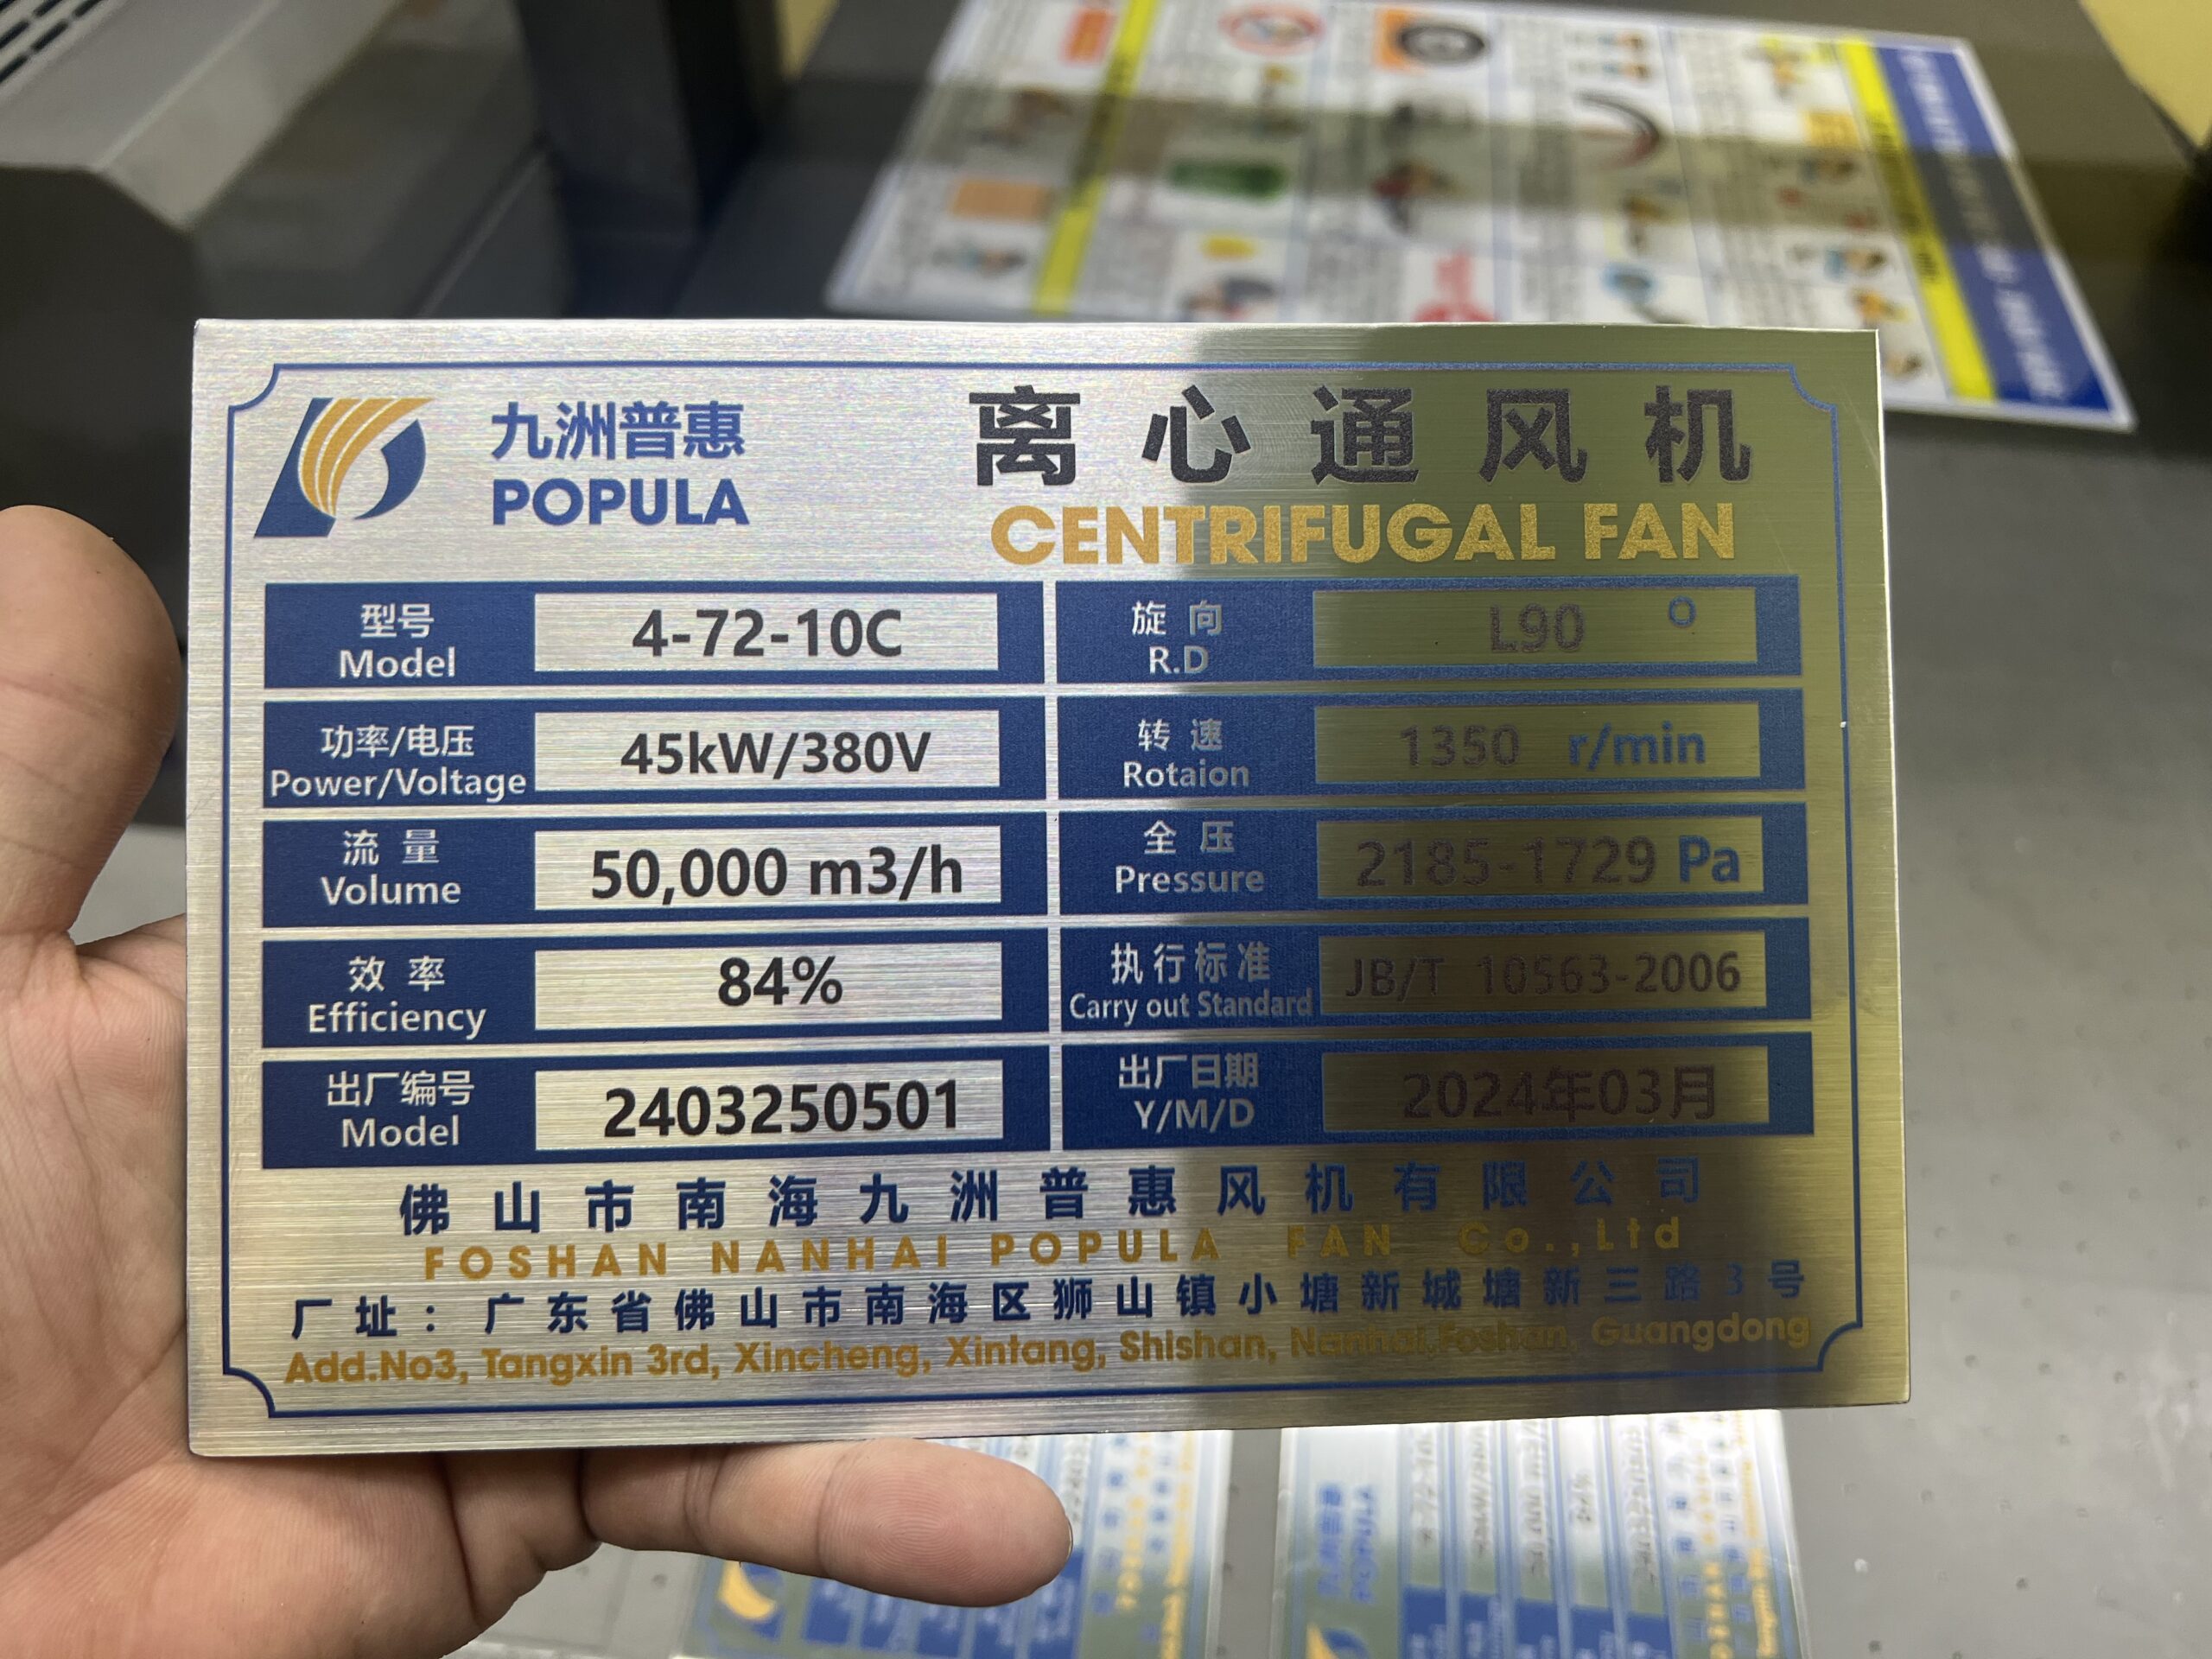 九洲普惠
POPULA
离心通风机
CENTRIFUGAL FAN
型号
Model
4-72-10C
旋向
R.D
L90 °
功率/电压
Power/Voltage
45kW/380V
转速
Rotaion
1350 r/min
流量
Volume
50,000 m3/h
全压
Pressure
2185-1729 Pa
效率
Efficiency
84%
执行标准
Carry out Standard
JB/T 10563-2006
出厂编号
Model
2403250501
出厂日期
Y/M/D
2024年03月
佛山市南海九洲普惠风机有限公司
FOSHAN NANHAI POPULA FAN Co.,Ltd
厂址：广东省佛山市南海区狮山镇小塘新城塘新三路3号
Add.No3, Tangxin 3rd, Xincheng, Xintang, Shishan, Nanhai,Foshan, Guangdong